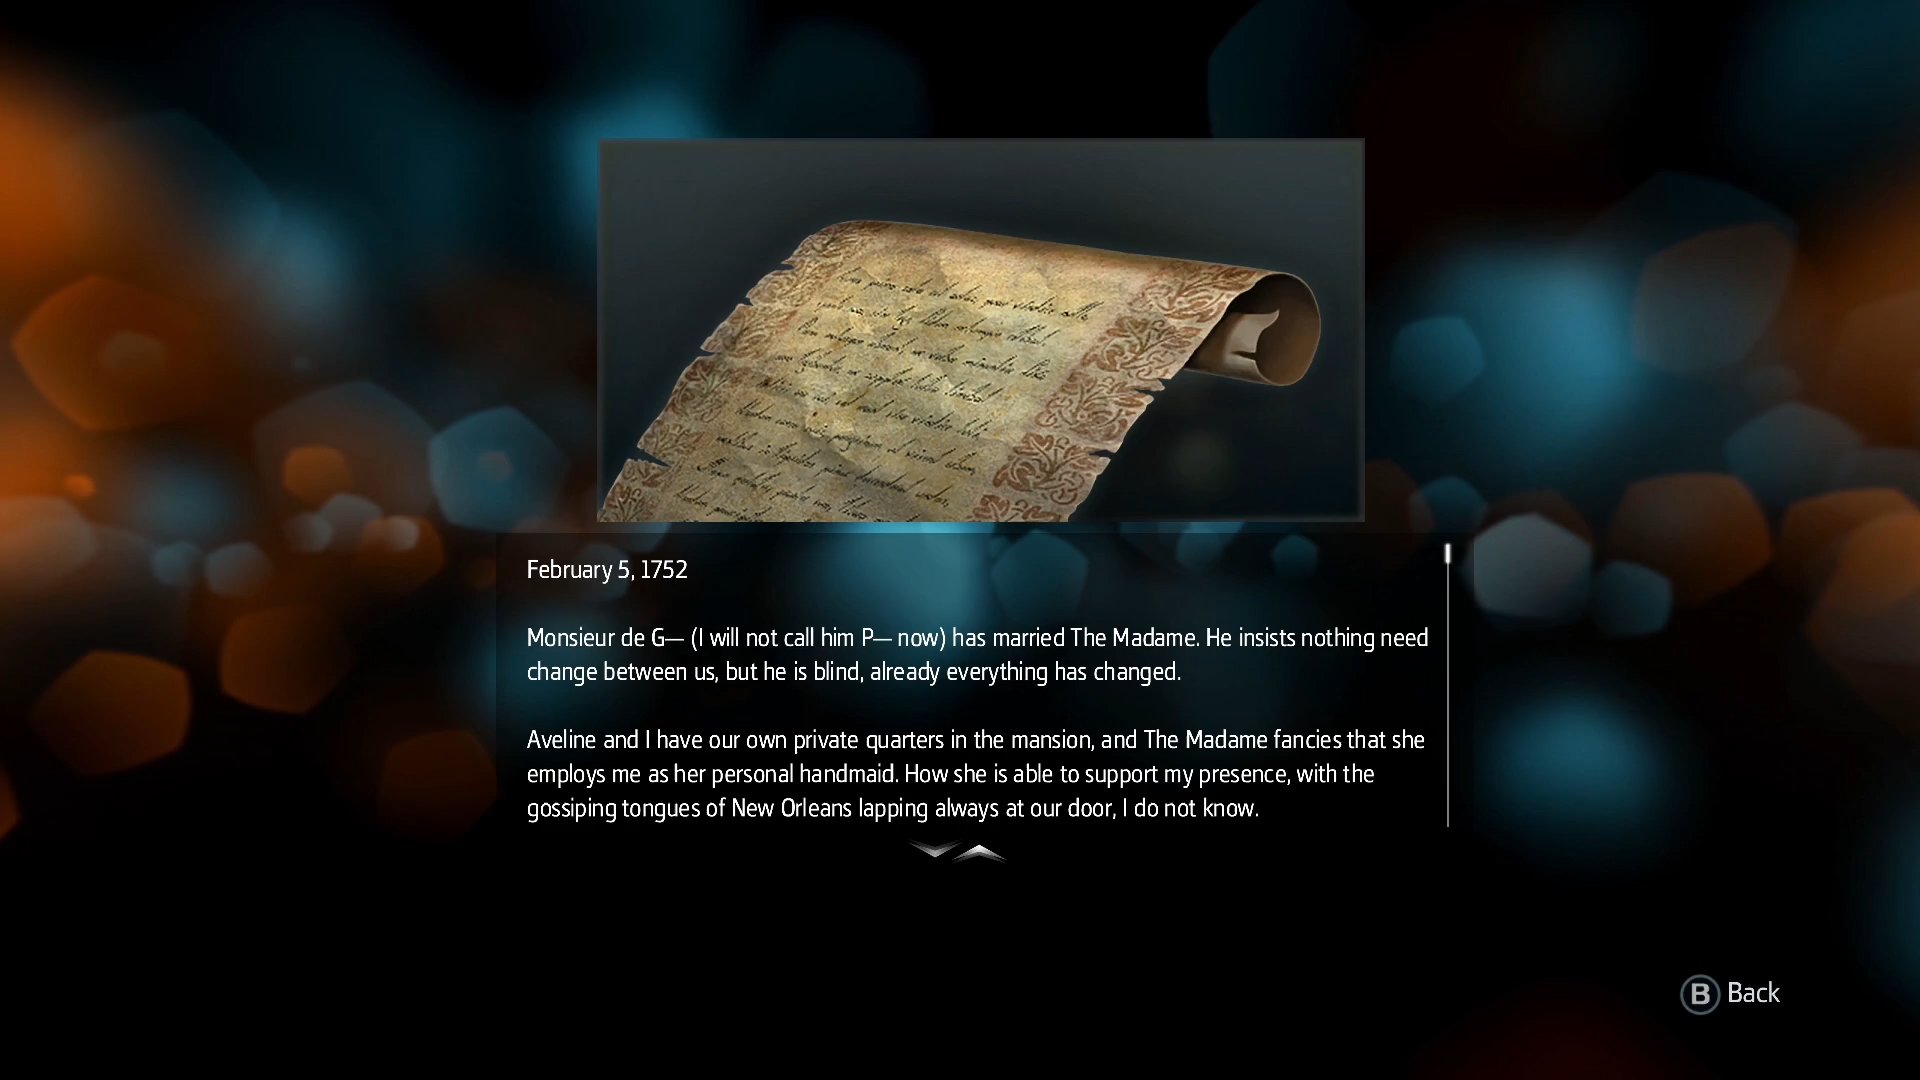 February 5, 1752
Monsieur de G— (I will not call him P— now) has married The Madame. He insists nothing need
change between us, but he is blind, already everything has changed.
Aveline and I have our own private quarters in the mansion, and The Madame fancies that she
employs me as her personal handmaid. How she is able to support my presence, with the
gossiping tongues of New Orleans lapping always at our door, I do not know.
B Back